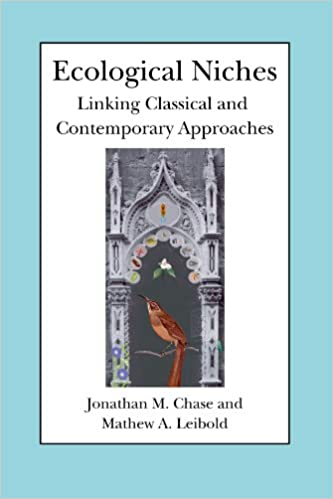 Ecological Niches
Linking Classical and
Contemporary Approaches
Jonathan M. Chase and
Mathew A. Leibold